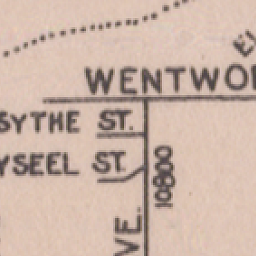 WENTWO
SYTHE ST.
YSEEL ST.
10800
VE.